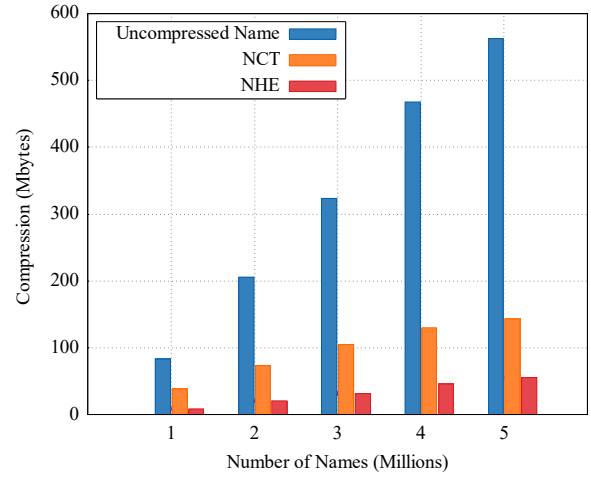 600
500
400
300
200
100
0
Compression (Mbytes)
Uncompressed Name
NCT
NHE
1 2 3 4 5
Number of Names (Millions)